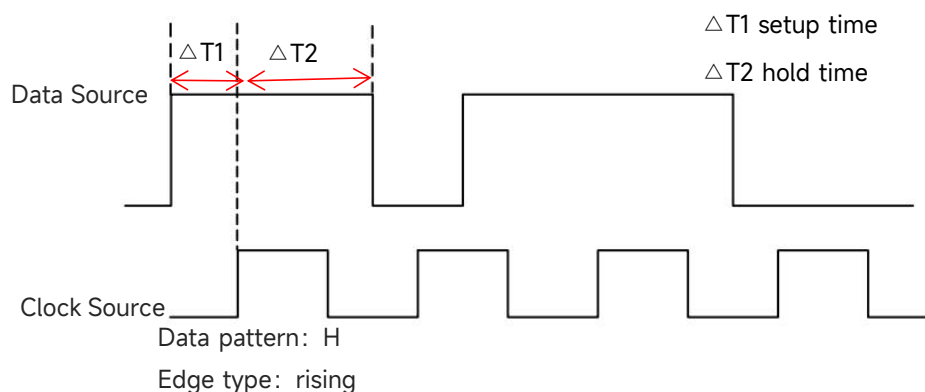 △T1 setup time
△T1
△T2
△T2 hold time
Data Source
Clock Source
Data pattern：H
Edge type：rising